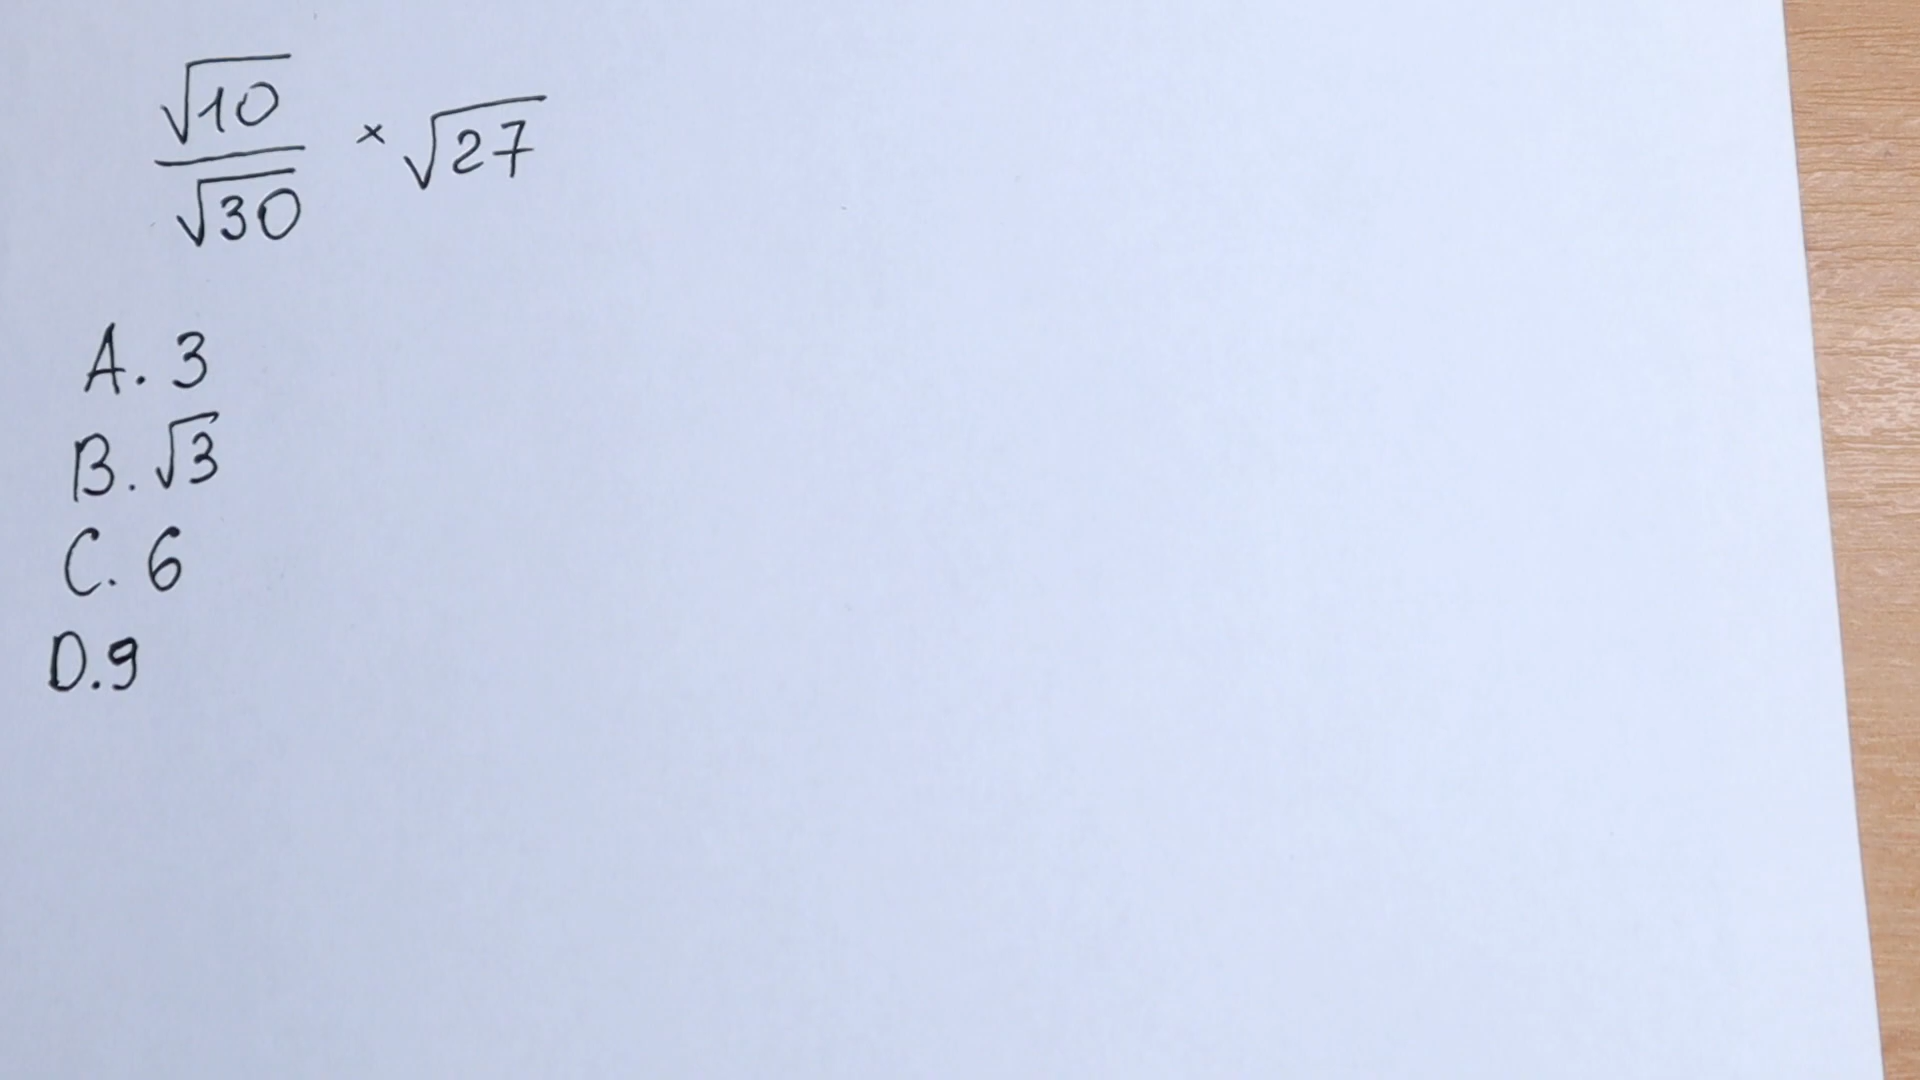 √10/√30 × √27
A. 3
B. √3
C. 6
D. 9